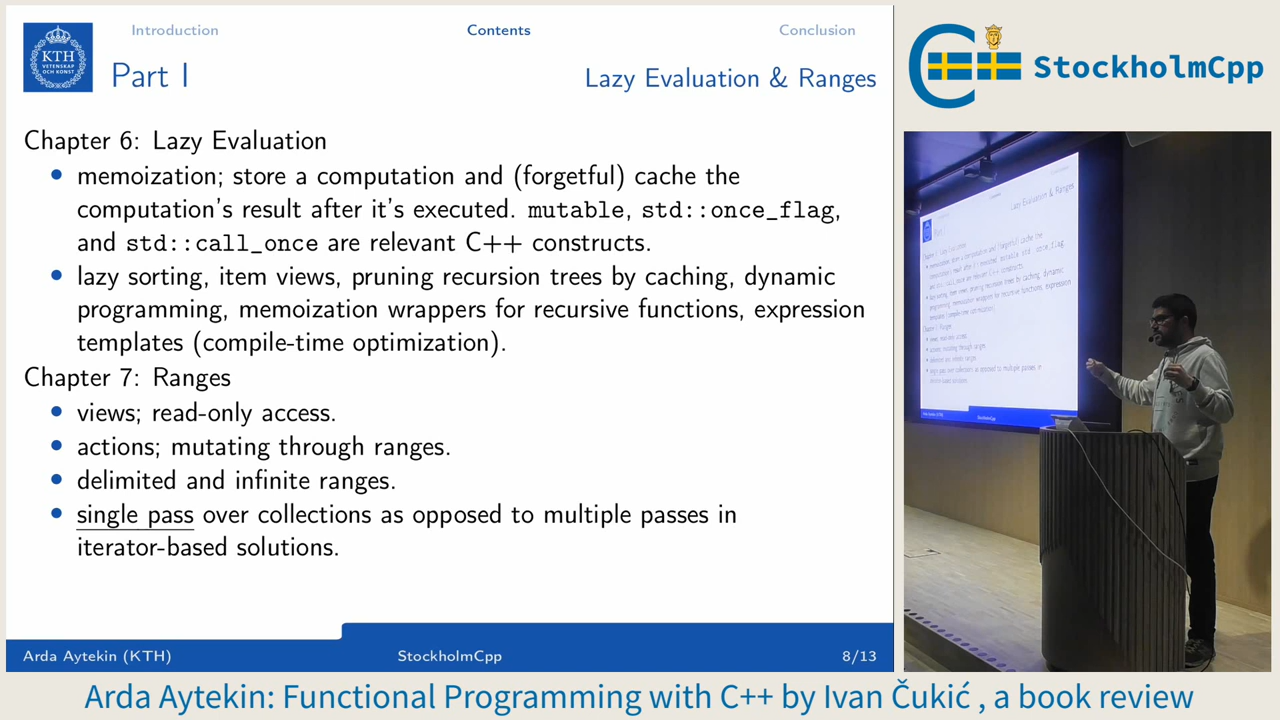 Introduction
Contents
Conclusion
KTH
VETENSKAP
OCH KONST
Part I
Lazy Evaluation & Ranges
Chapter 6: Lazy Evaluation
• memoization; store a computation and (forgetful) cache the
computation's result after it's executed. mutable, std::once_flag,
and std::call_once are relevant C++ constructs.
• lazy sorting, item views, pruning recursion trees by caching, dynamic
programming, memoization wrappers for recursive functions, expression
templates (compile-time optimization).
Chapter 7: Ranges
• views; read-only access.
• actions; mutating through ranges.
• delimited and infinite ranges.
• single pass over collections as opposed to multiple passes in
iterator-based solutions.
Arda Aytekin (KTH)
StockholmCpp
8/13
StockholmCpp
Lazy Evaluation & Ranges
Part I
Arda Aytekin: Functional Programming with C++ by Ivan Čukić , a book review